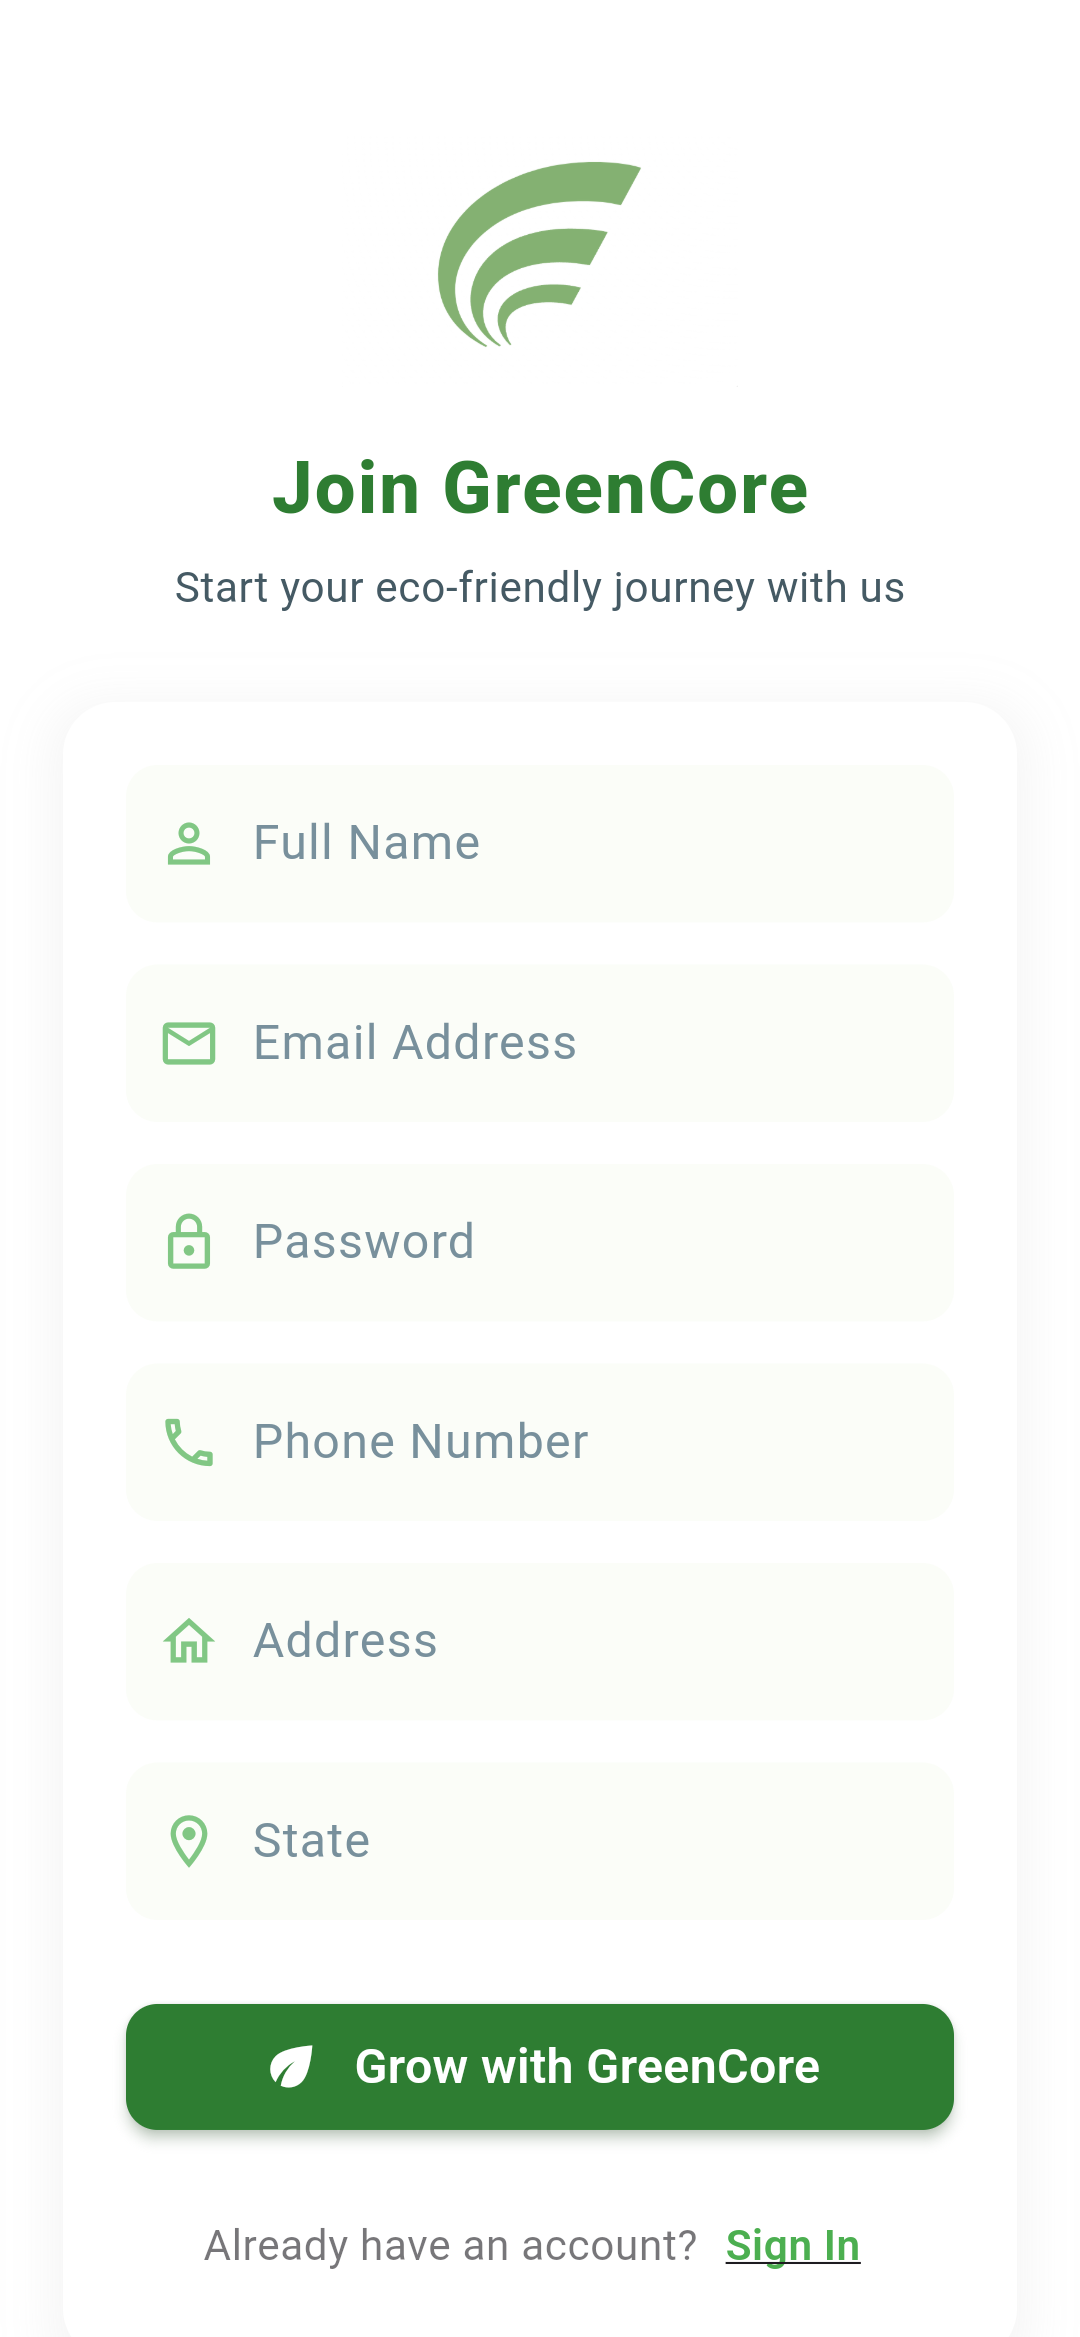 Join GreenCore
Start your eco-friendly journey with us
Full Name
Email Address
Password
Phone Number
Address
State
Grow with GreenCore
Already have an account? Sign In